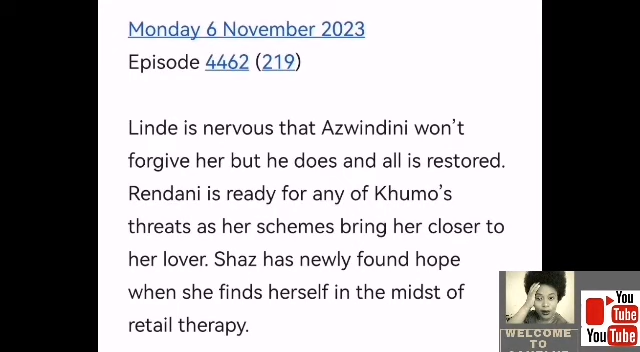 Monday 6 November 2023
Episode 4462 (219)
Linde is nervous that Azwindini won't
forgive her but he does and all is restored.
Rendani is ready for any of Khumo's
threats as her schemes bring her closer to
her lover. Shaz has newly found hope
when she finds herself in the midst of
retail therapy.
You
Tube
You Tube
WELCOME
TO